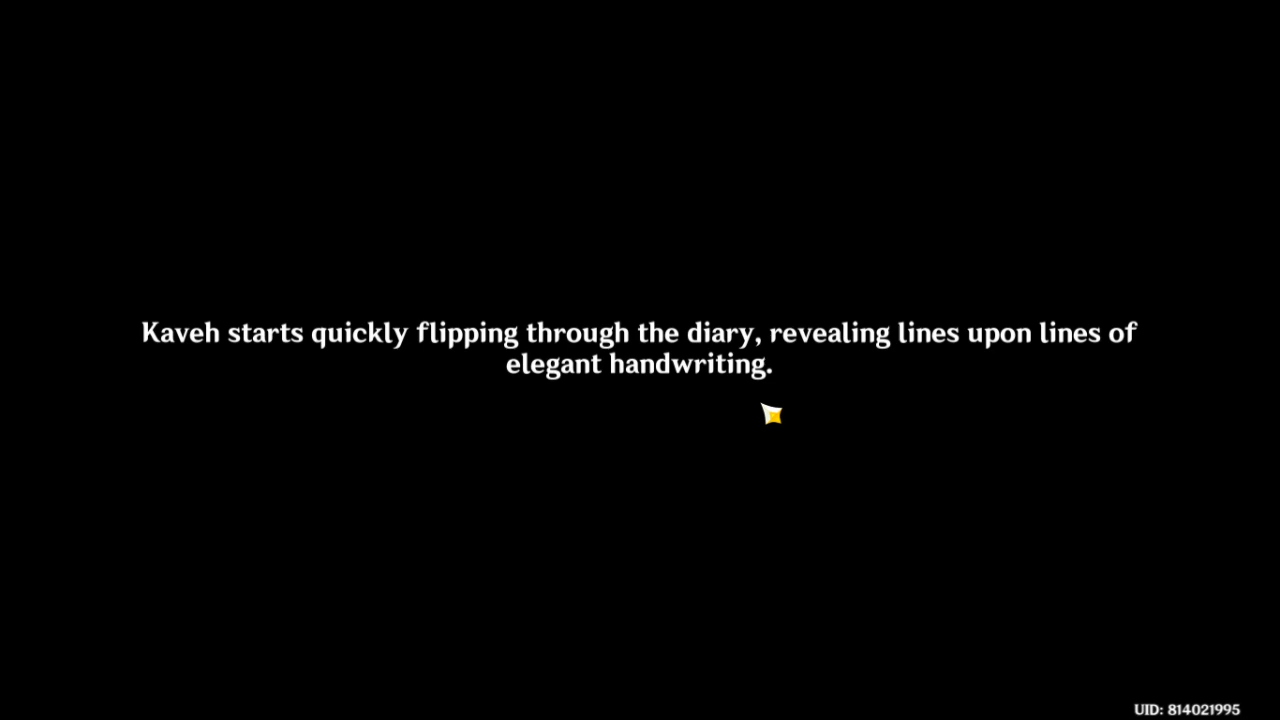 Kaveh starts quickly flipping through the diary, revealing lines upon lines of
elegant handwriting.
UID: 814021995